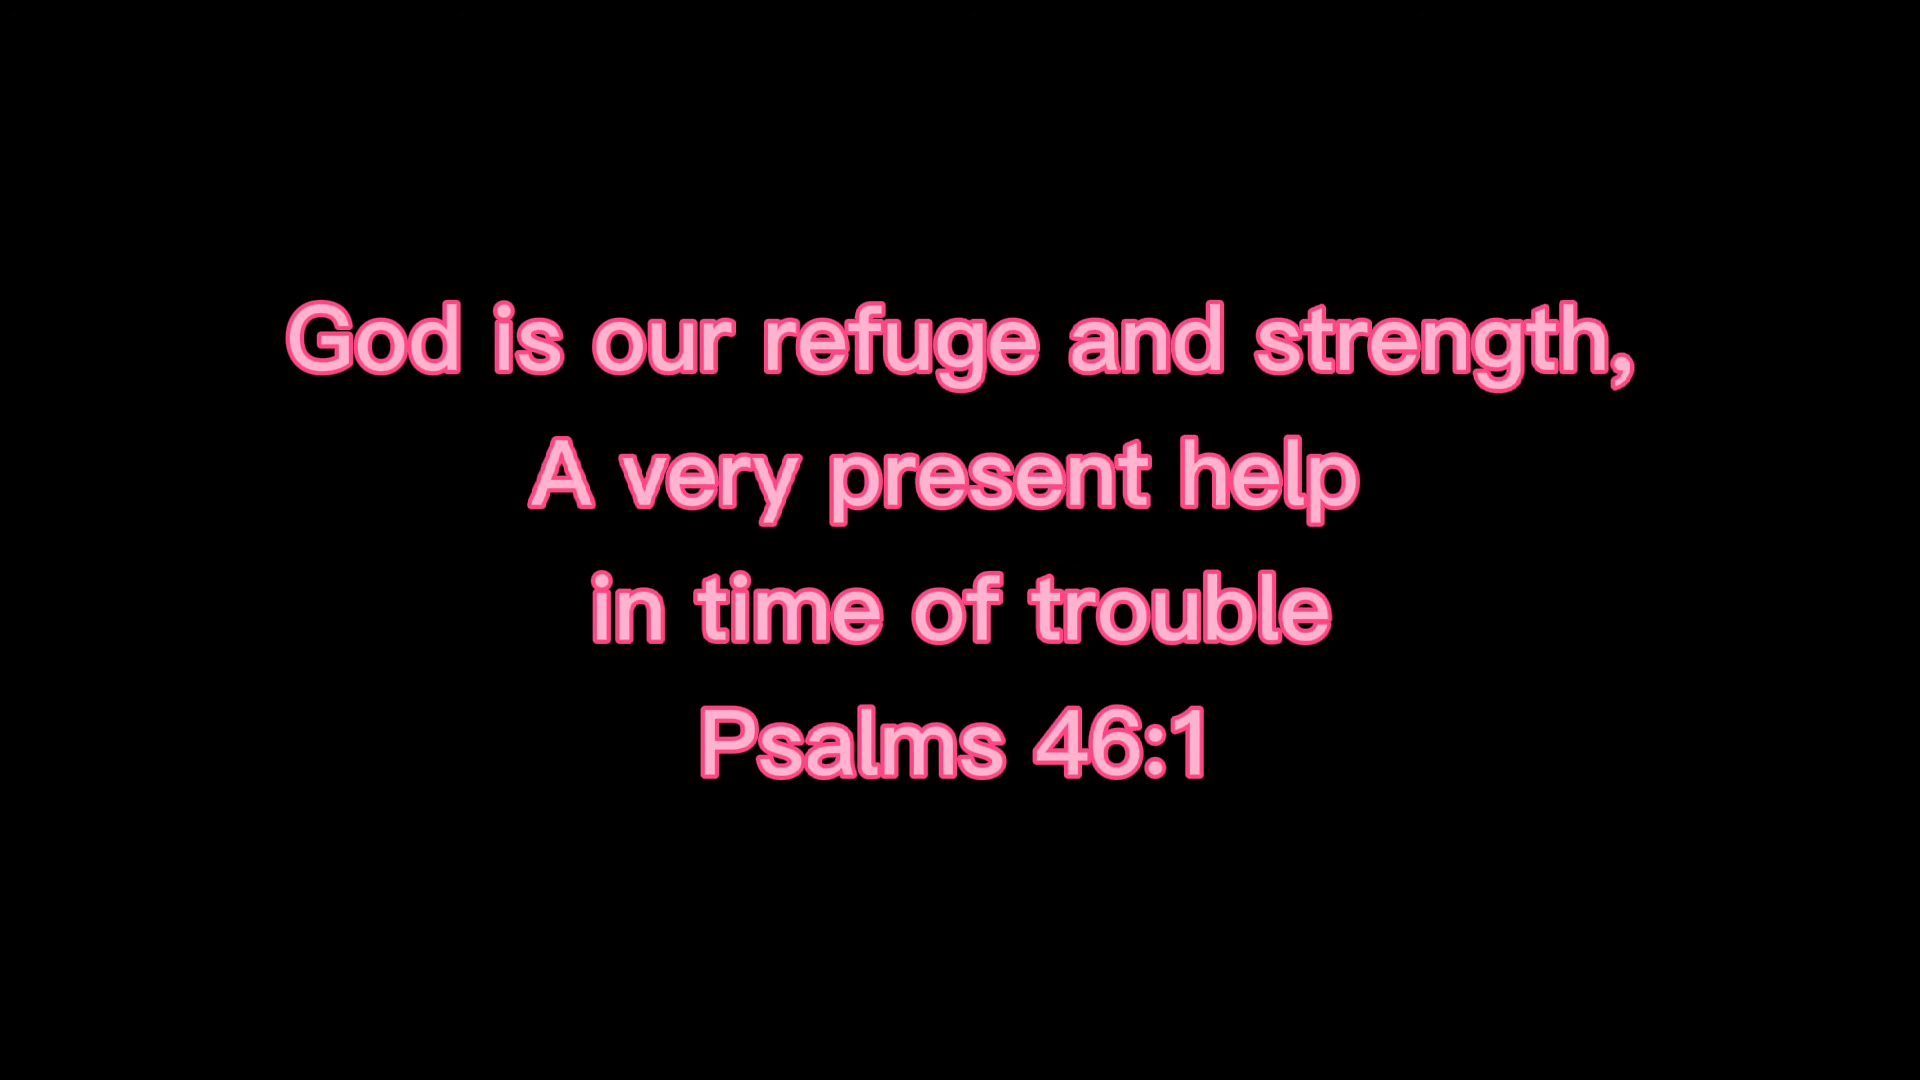 God is our refuge and strength,
A very present help
in time of trouble
Psalms 46:1